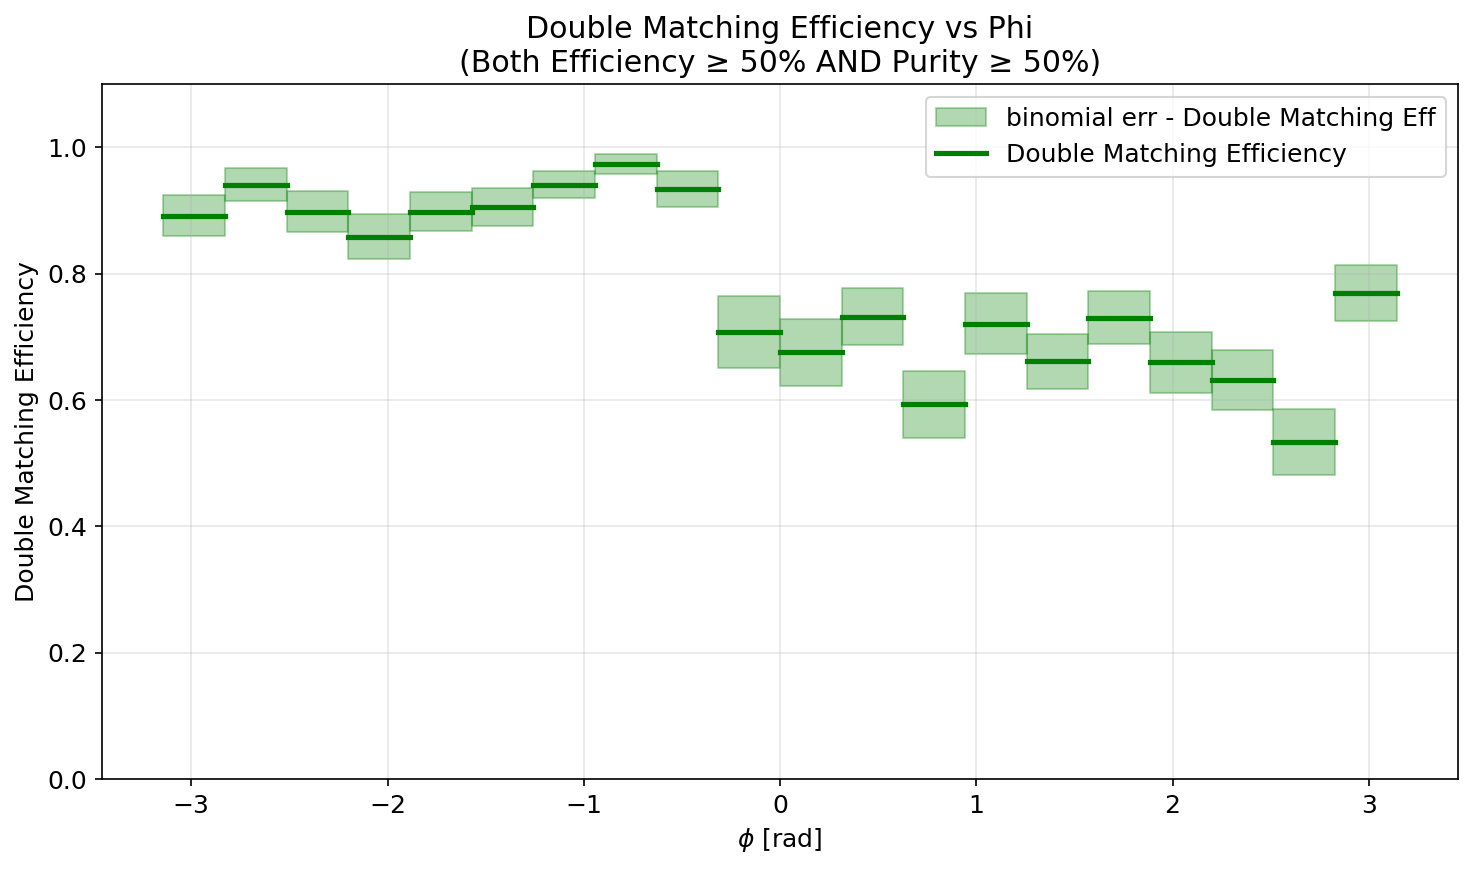 Double Matching Efficiency vs Phi
(Both Efficiency ≥ 50% AND Purity ≥ 50%)
binomial err - Double Matching Eff
Double Matching Efficiency
Double Matching Efficiency
1.0
0.8
0.6
0.4
0.2
0.0
−3
−2
−1
0
1
2
3
ϕ [rad]